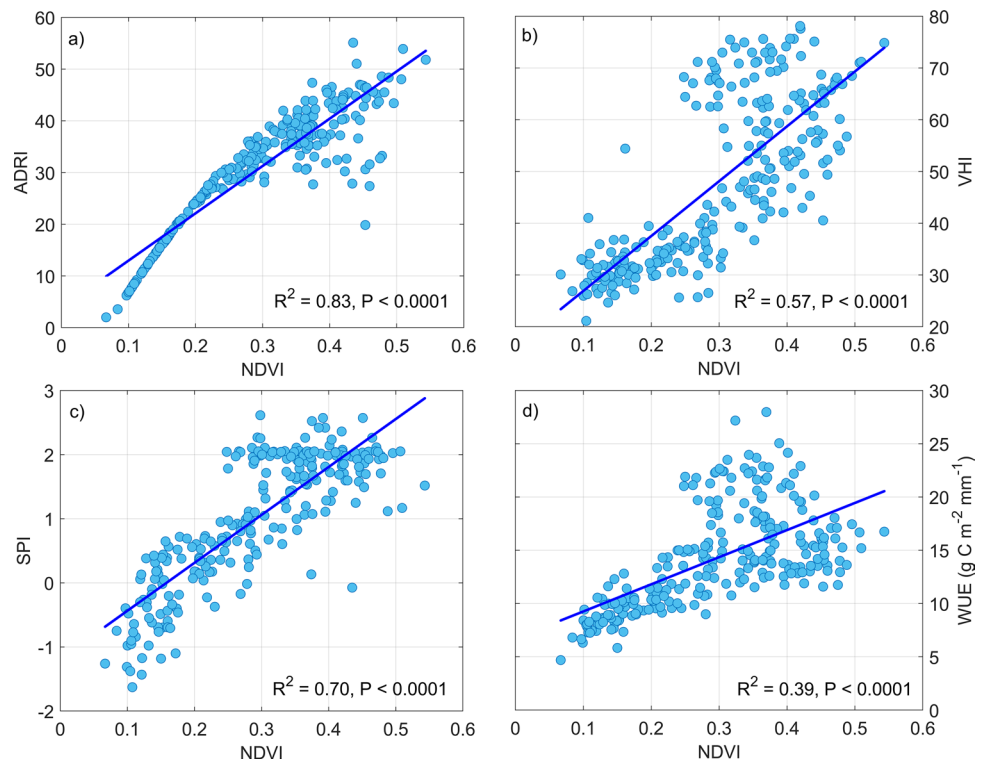 a)
60
50
40
30
20
10
0
ADRI
R² = 0.83, P < 0.0001
0 0.1 0.2 0.3 0.4 0.5 0.6
NDVI
b)
80
70
60
50
40
30
20
VHI
R² = 0.57, P < 0.0001
0 0.1 0.2 0.3 0.4 0.5 0.6
NDVI
c)
3
2
1
0
-1
-2
SPI
R² = 0.70, P < 0.0001
0 0.1 0.2 0.3 0.4 0.5 0.6
NDVI
d)
30
25
20
15
10
5
0
WUE (g C m⁻² mm⁻¹)
R² = 0.39, P < 0.0001
0 0.1 0.2 0.3 0.4 0.5 0.6
NDVI